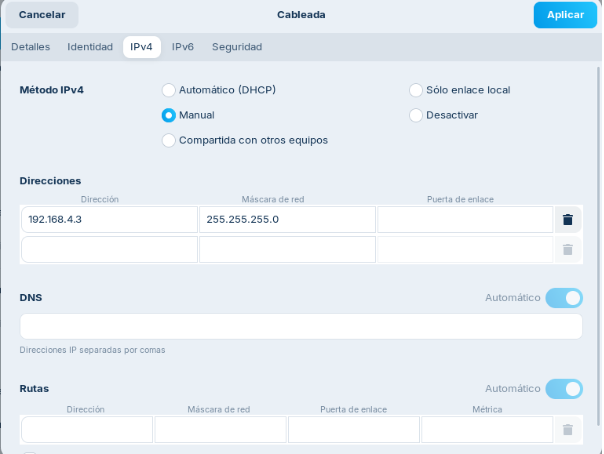 Cancelar Cableada Aplicar
Detalles Identidad IPv4 IPv6 Seguridad
Método IPv4 Automático (DHCP) Sólo enlace local
Manual Desactivar
Compartida con otros equipos
Direcciones
Dirección Máscara de red Puerta de enlace
192.168.4.3 255.255.255.0
DNS Automático
Direcciones IP separadas por comas
Rutas Automático
Dirección Máscara de red Puerta de enlace Métrica